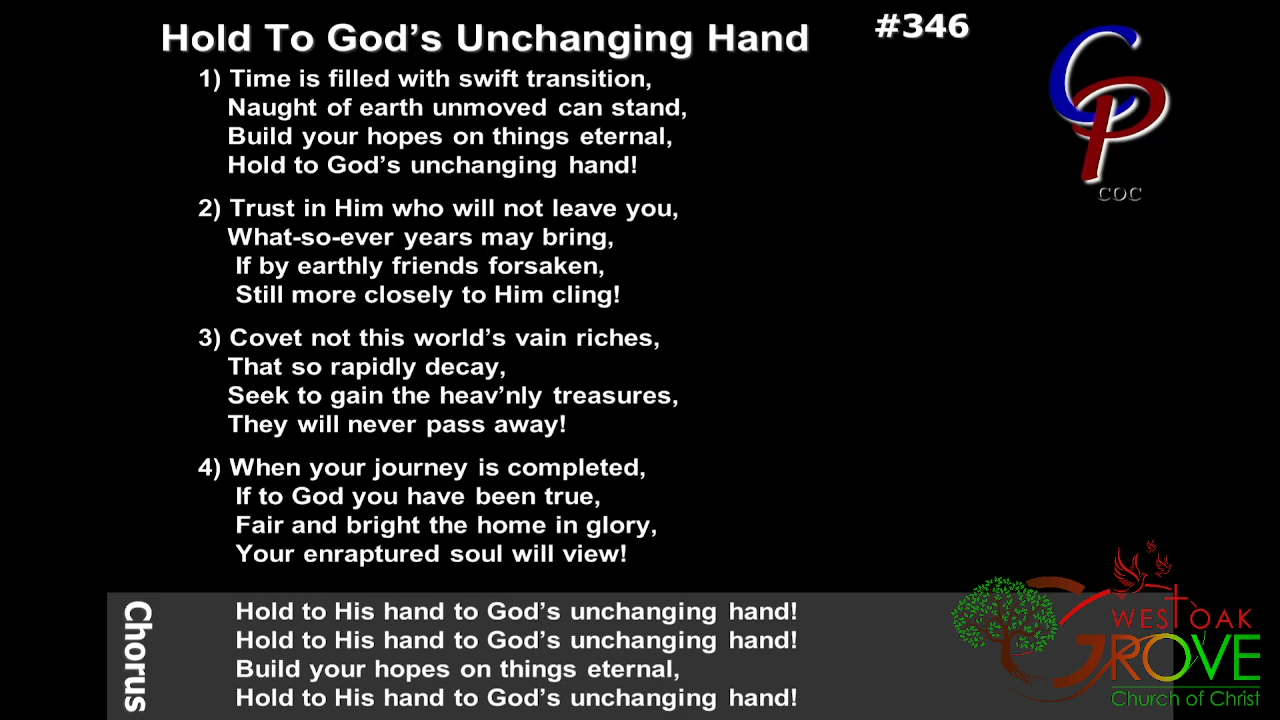 Hold To God's Unchanging Hand
#346
CP
COC
1) Time is filled with swift transition,
Naught of earth unmoved can stand,
Build your hopes on things eternal,
Hold to God's unchanging hand!
2) Trust in Him who will not leave you,
What-so-ever years may bring,
If by earthly friends forsaken,
Still more closely to Him cling!
3) Covet not this world's vain riches,
That so rapidly decay,
Seek to gain the heav'nly treasures,
They will never pass away!
4) When your journey is completed,
If to God you have been true,
Fair and bright the home in glory,
Your enraptured soul will view!
Chorus
Hold to His hand to God's unchanging hand!
Hold to His hand to God's unchanging hand!
Build your hopes on things eternal,
Hold to His hand to God's unchanging hand!
WEST OAK
GROVE
Church of Christ